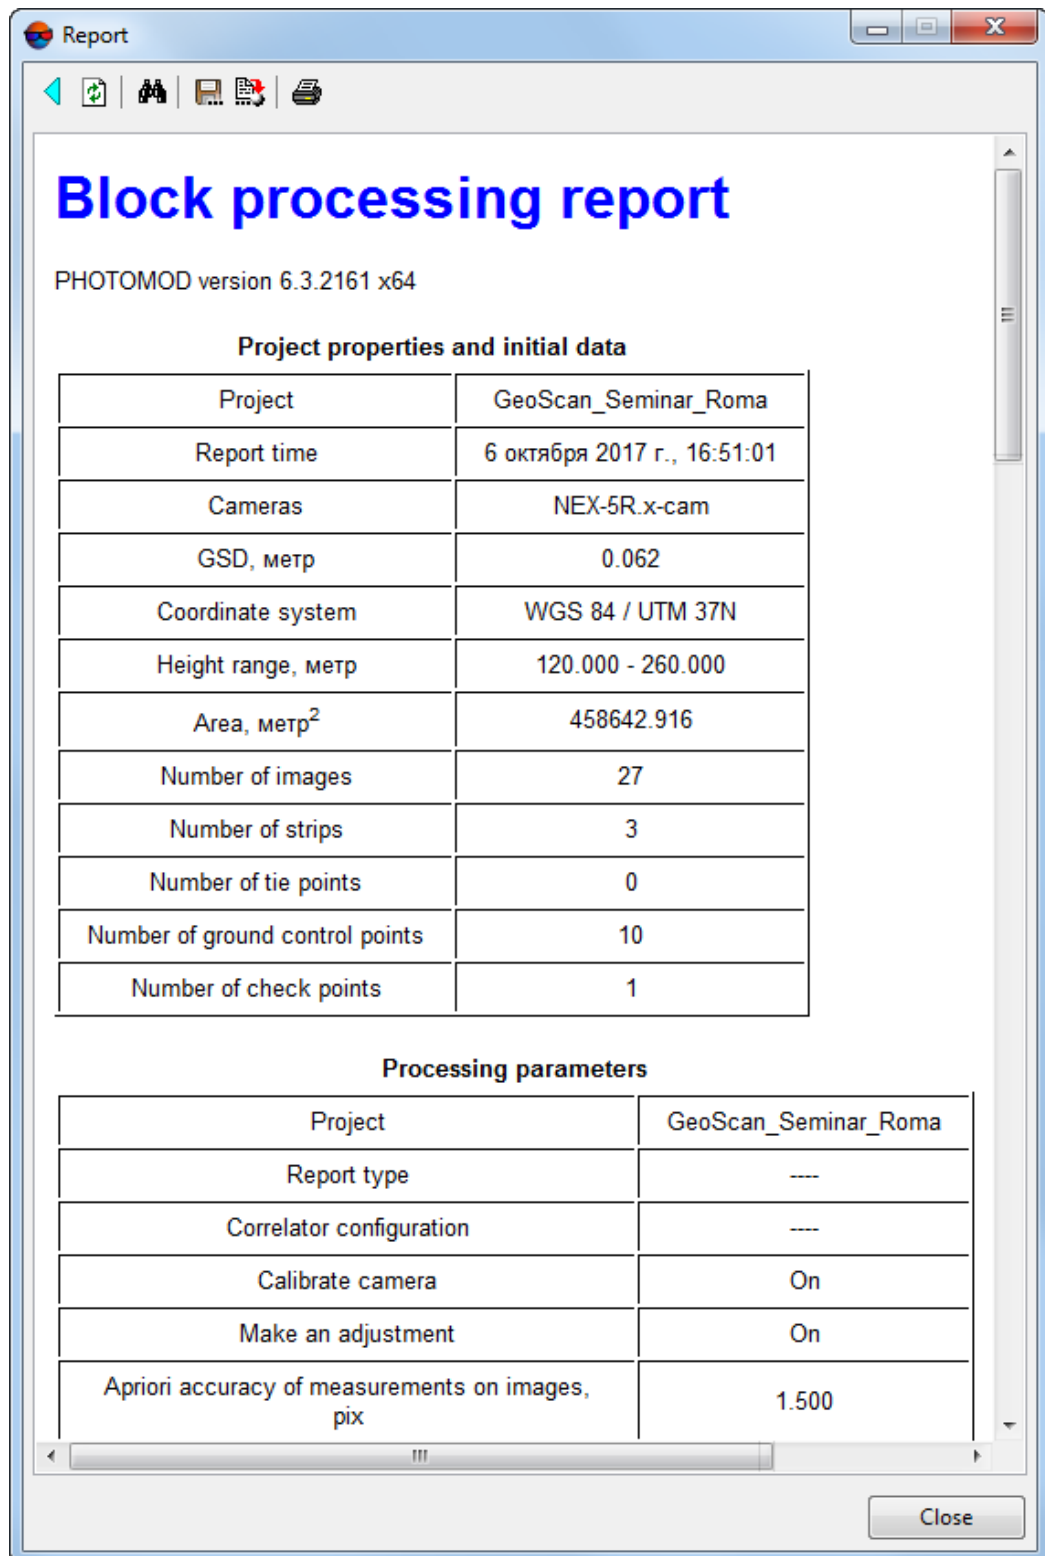 Report
Block processing report
PHOTOMOD version 6.3.2161 x64
Project properties and initial data
Project GeoScan_Seminar_Roma
Report time 6 октября 2017 г., 16:51:01
Cameras NEX-5R.x-cam
GSD, метр 0.062
Coordinate system WGS 84 / UTM 37N
Height range, метр 120.000 - 260.000
Area, метр² 458642.916
Number of images 27
Number of strips 3
Number of tie points 0
Number of ground control points 10
Number of check points 1
Processing parameters
Project GeoScan_Seminar_Roma
Report type ----
Correlator configuration ----
Calibrate camera On
Make an adjustment On
Apriori accuracy of measurements on images,
pix 1.500
Close